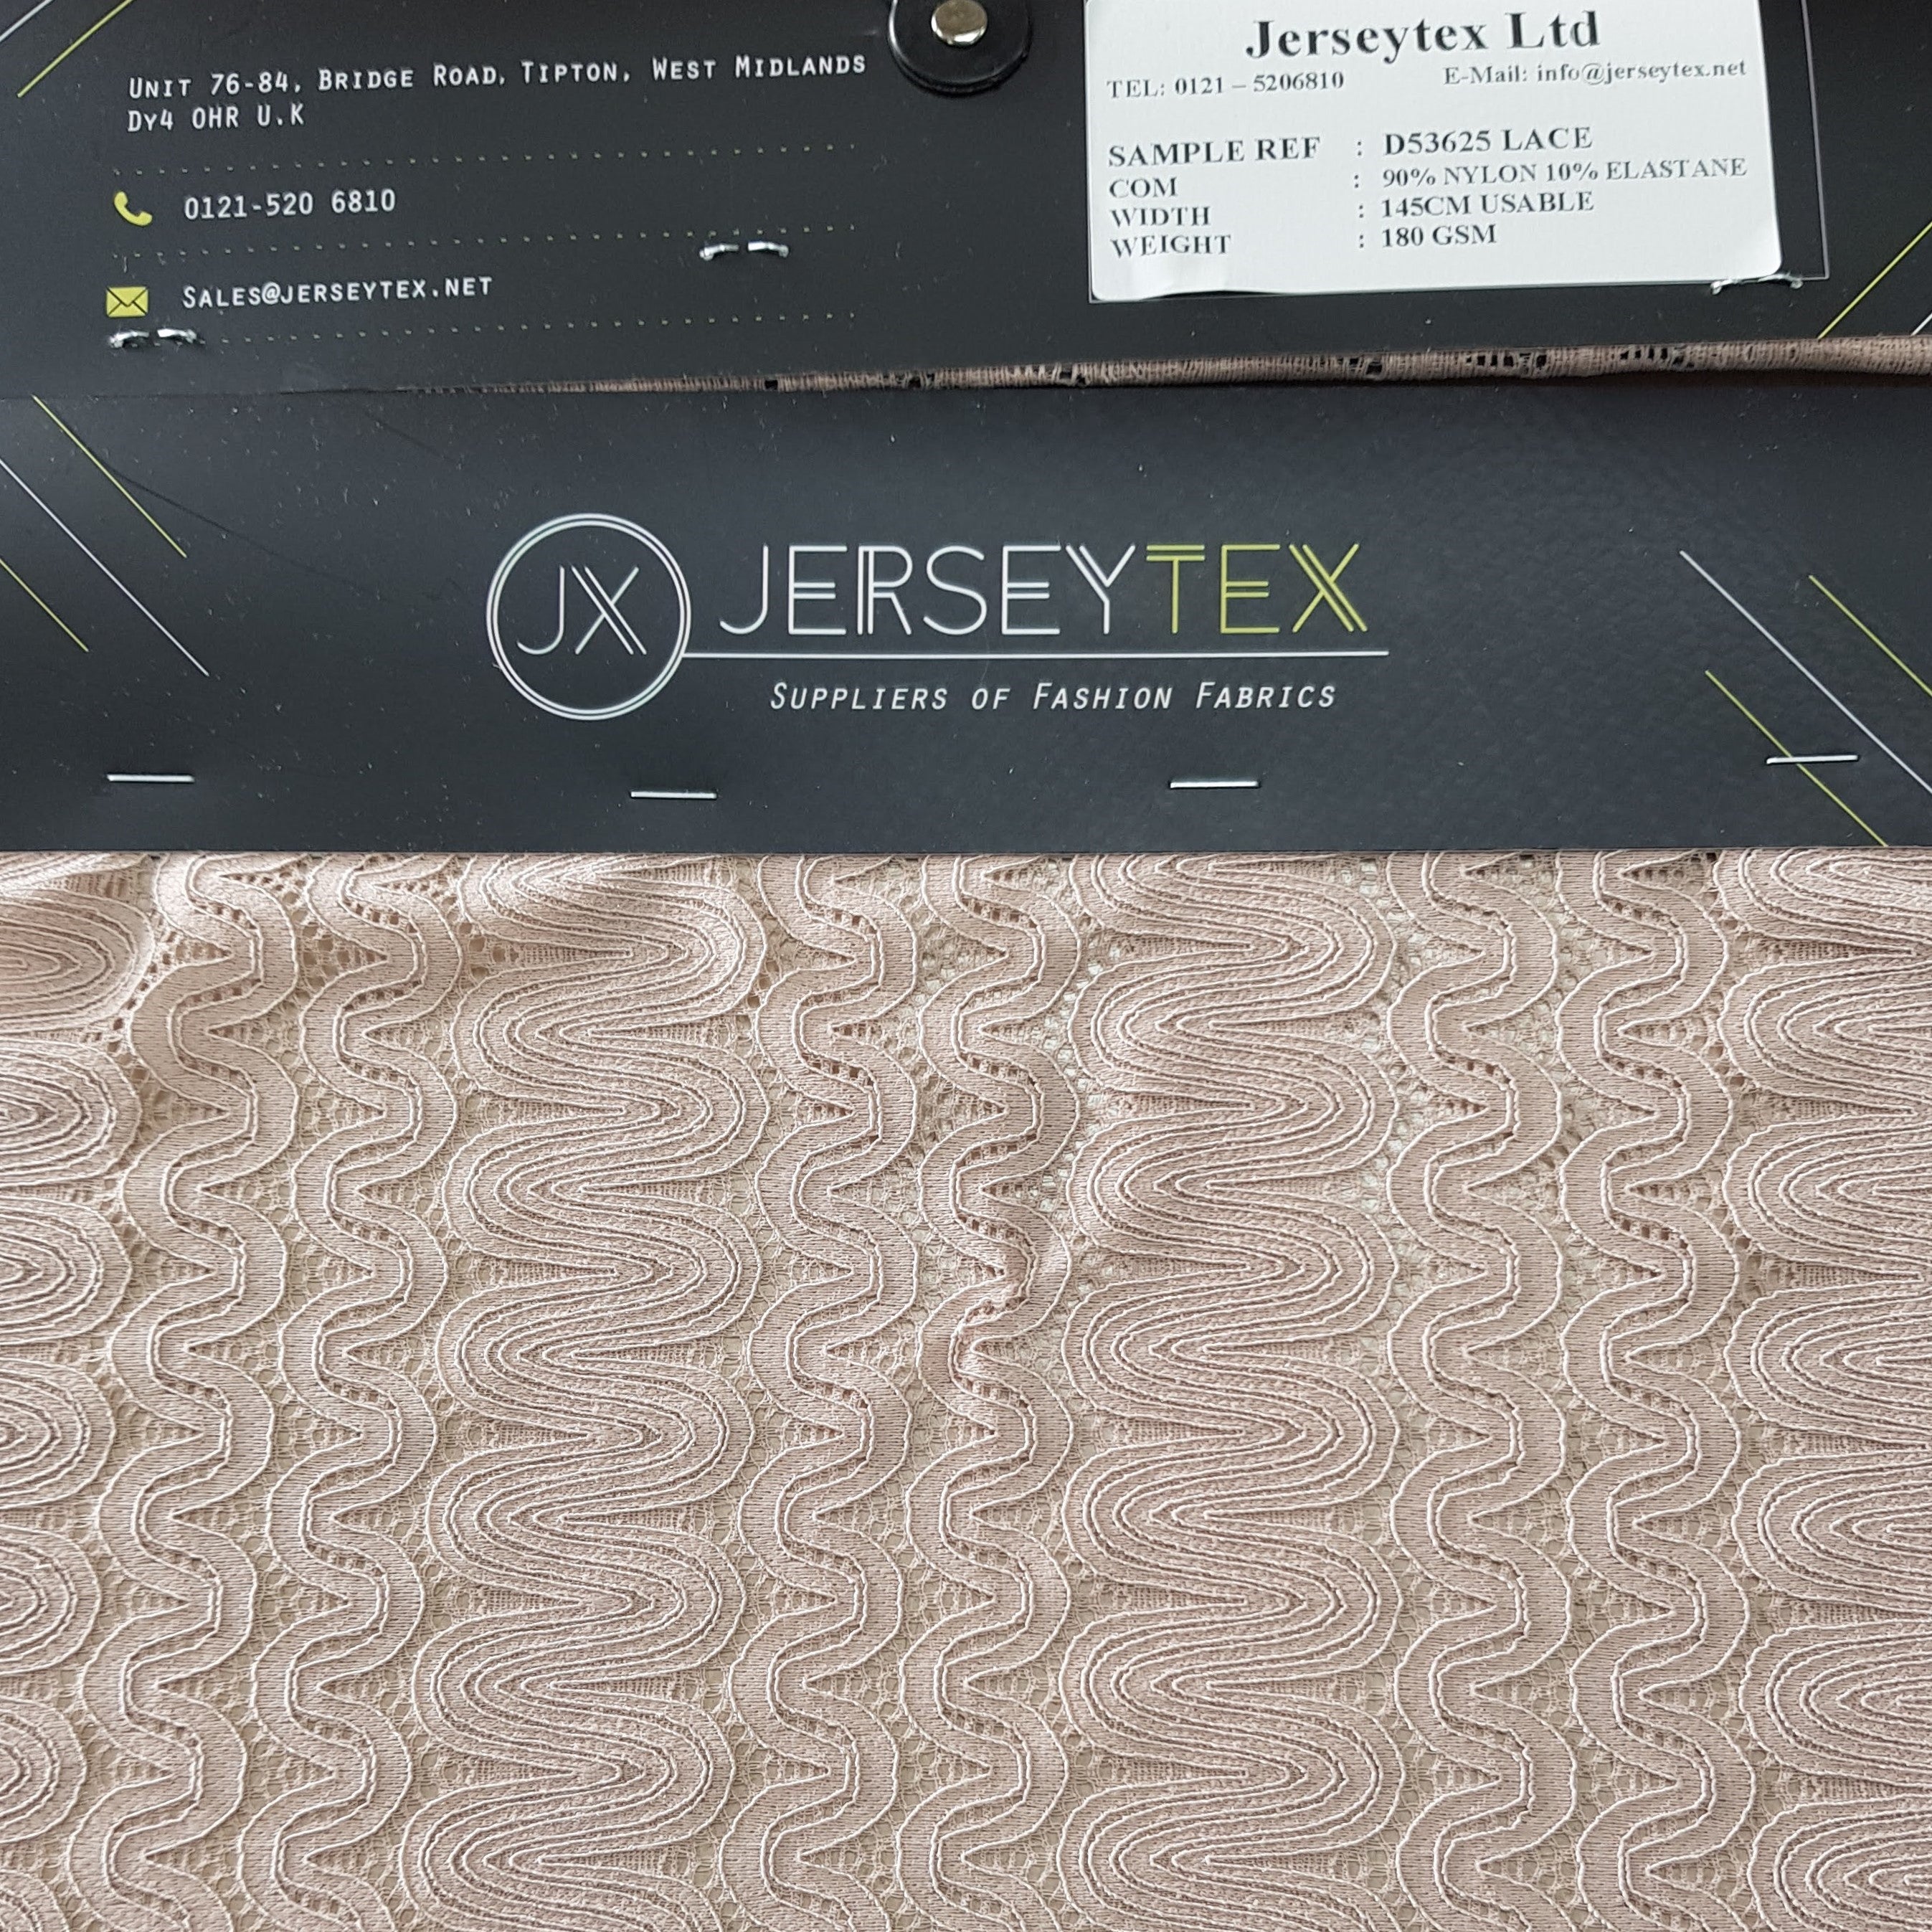 Unit 76-84, Bridge Road, Tipton, West Midlands
Dy4 0HR U.K
0121-520 6810
Sales@jerseytex.net
Jerseytex Ltd
TEL: 0121 – 5206810 E-Mail: info@jerseytex.net
SAMPLE REF : D53625 LACE
COM : 90% NYLON 10% ELASTANE
WIDTH : 145CM USABLE
WEIGHT : 180 GSM
JX JERSEYTEX
Suppliers of Fashion Fabrics